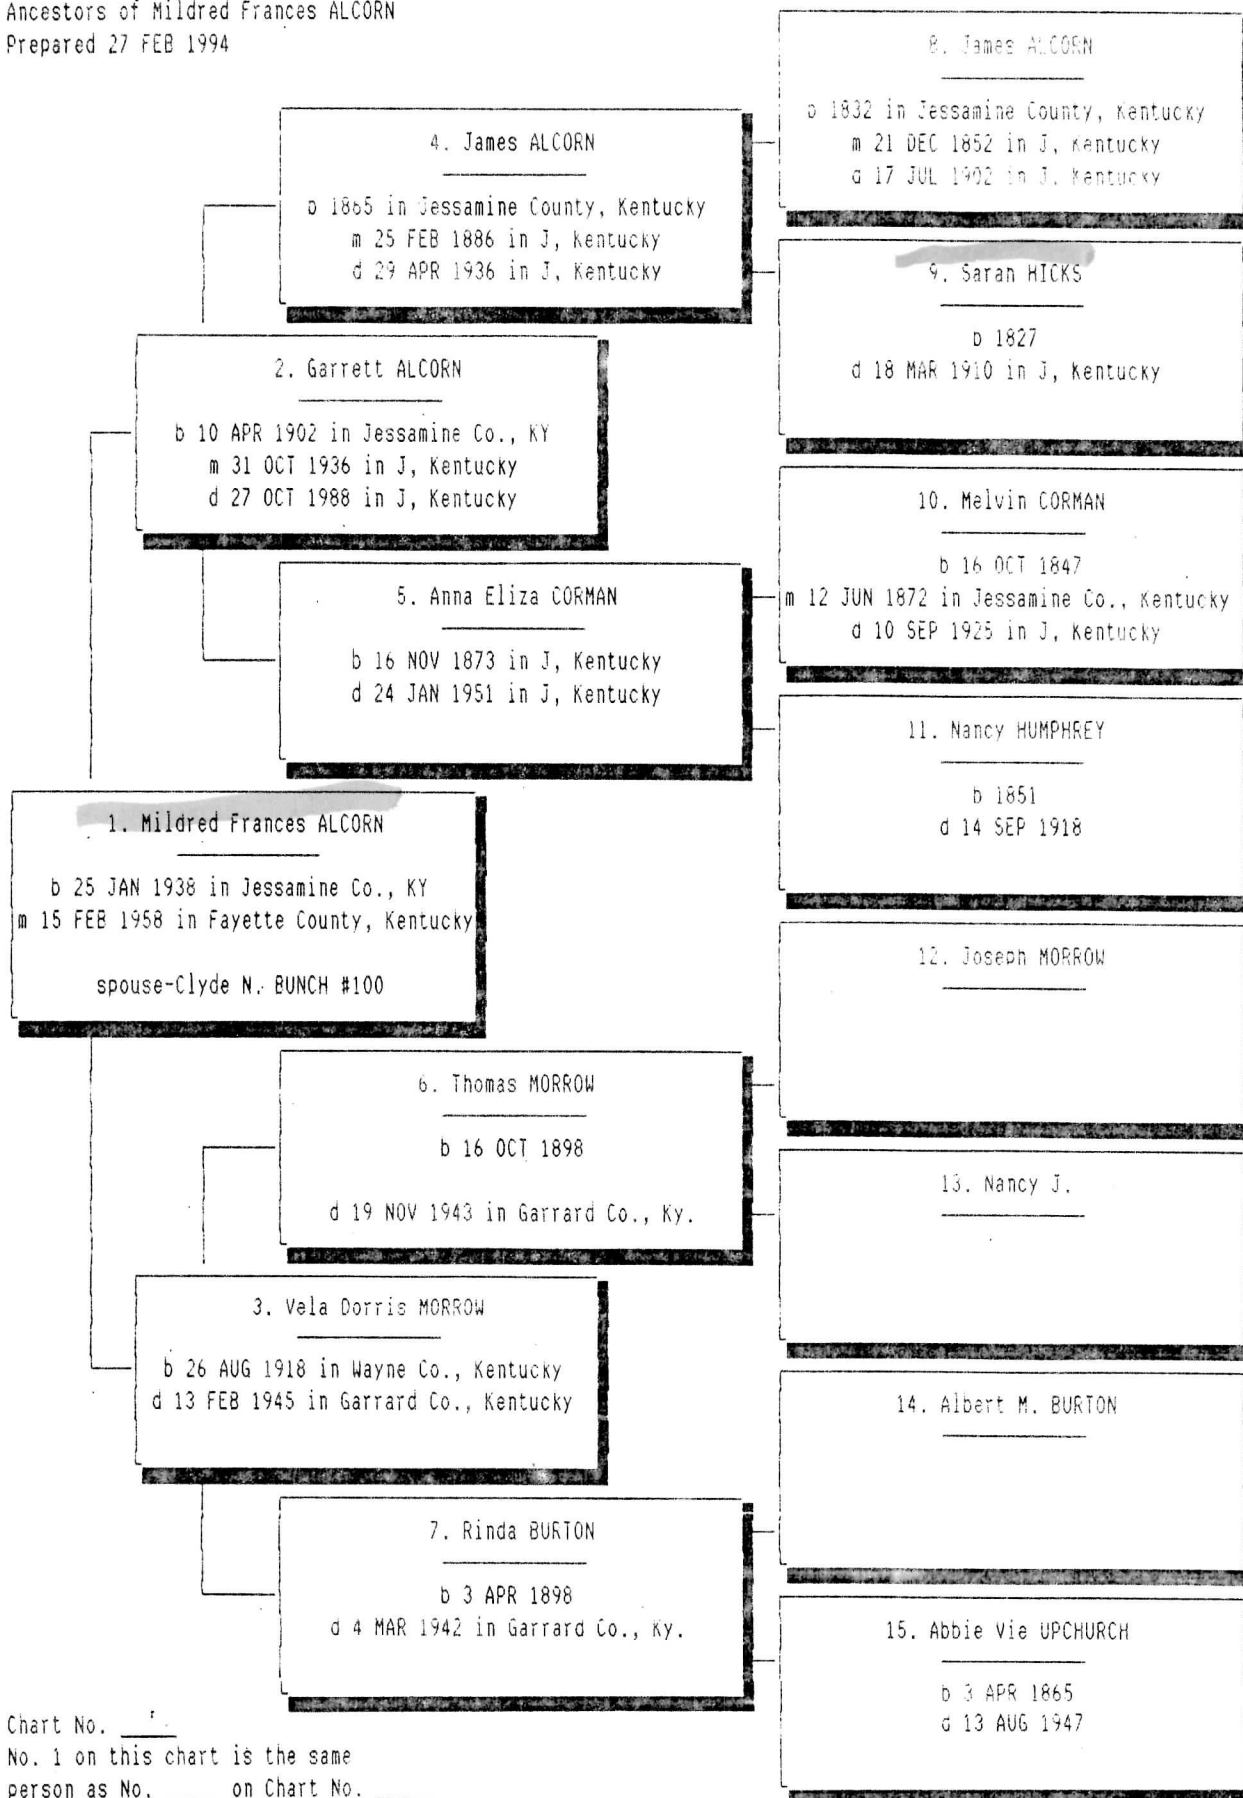 Ancestors of Mildred Frances ALCORN
Prepared 27 FEB 1994
8. James ALCORN
b 1832 in Jessamine County, Kentucky
m 21 DEC 1852 in J, Kentucky
d 17 JUL 1902 in J, Kentucky
4. James ALCORN
b 1865 in Jessamine County, Kentucky
m 25 FEB 1886 in J, Kentucky
d 29 APR 1936 in J, Kentucky
9. Sarah HICKS
b 1827
d 18 MAR 1910 in J, Kentucky
2. Garrett ALCORN
b 10 APR 1902 in Jessamine Co., KY
m 31 OCT 1936 in J, Kentucky
d 27 OCT 1988 in J, Kentucky
10. Melvin CORMAN
b 16 OCT 1847
m 12 JUN 1872 in Jessamine Co., Kentucky
d 10 SEP 1925 in J, Kentucky
5. Anna Eliza CORMAN
b 16 NOV 1873 in J, Kentucky
d 24 JAN 1951 in J, Kentucky
11. Nancy HUMPHREY
b 1851
d 14 SEP 1918
1. Mildred Frances ALCORN
b 25 JAN 1938 in Jessamine Co., KY
m 15 FEB 1958 in Fayette County, Kentucky
spouse-Clyde N. BUNCH #100
12. Joseph MORROW
6. Thomas MORROW
b 16 OCT 1898
d 19 NOV 1943 in Garrard Co., Ky.
13. Nancy J.
3. Vela Dorris MORROW
b 26 AUG 1918 in Wayne Co., Kentucky
d 13 FEB 1945 in Garrard Co., Kentucky
14. Albert M. BURTON
7. Rinda BURTON
b 3 APR 1898
d 4 MAR 1942 in Garrard Co., Ky.
15. Abbie Vie UPCHURCH
b 3 APR 1865
d 13 AUG 1947
Chart No.
No. 1 on this chart is the same
person as No. on Chart No.